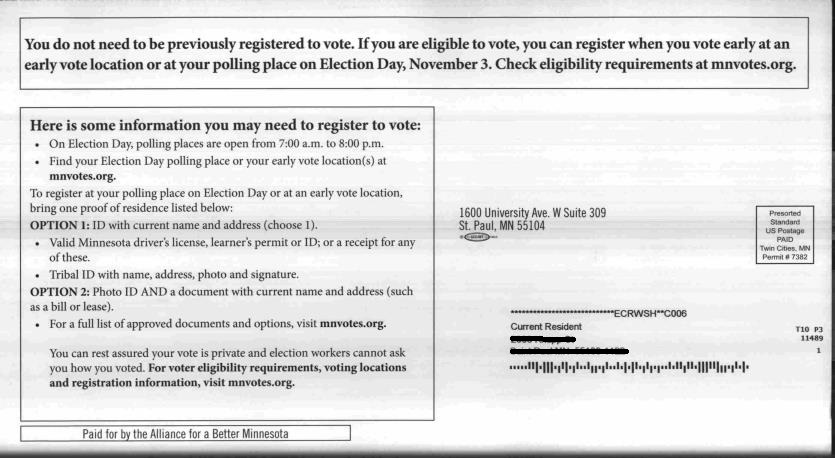 You do not need to be previously registered to vote. If you are eligible to vote, you can register when you vote early at an
early vote location or at your polling place on Election Day, November 3. Check eligibility requirements at mnvotes.org.
Here is some information you may need to register to vote:
• On Election Day, polling places are open from 7:00 a.m. to 8:00 p.m.
• Find your Election Day polling place or your early vote location(s) at
mnvotes.org.
To register at your polling place on Election Day or at an early vote location,
bring one proof of residence listed below:
OPTION 1: ID with current name and address (choose 1).
• Valid Minnesota driver's license, learner's permit or ID; or a receipt for any
of these.
• Tribal ID with name, address, photo and signature.
OPTION 2: Photo ID AND a document with current name and address (such
as a bill or lease).
• For a full list of approved documents and options, visit mnvotes.org.
You can rest assured your vote is private and election workers cannot ask
you how you voted. For voter eligibility requirements, voting locations
and registration information, visit mnvotes.org.
Paid for by the Alliance for a Better Minnesota
1600 University Ave. W Suite 309
St. Paul, MN 55104
Presorted
Standard
US Postage
PAID
Twin Cities, MN
Permit # 7382
****************************ECRWSH**C006
Current Resident
T10 P3
11489
1